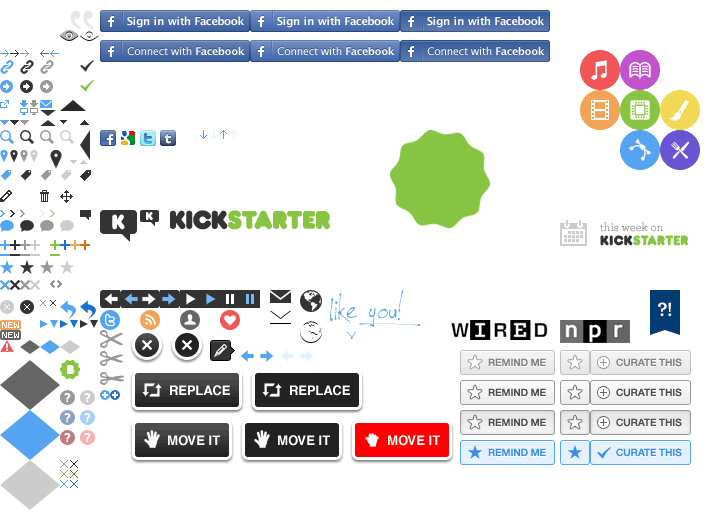 Sign in with Facebook Sign in with Facebook Sign in with Facebook
Connect with Facebook Connect with Facebook Connect with Facebook
K K KICKSTARTER
this week on
KICKSTARTER
like you!
?!
NEW
NEW
WIRED npr
REMIND ME CURATE THIS
REPLACE REPLACE
REMIND ME CURATE THIS
? ?
? ?
REMIND ME CURATE THIS
? ?
MOVE IT MOVE IT MOVE IT
REMIND ME CURATE THIS